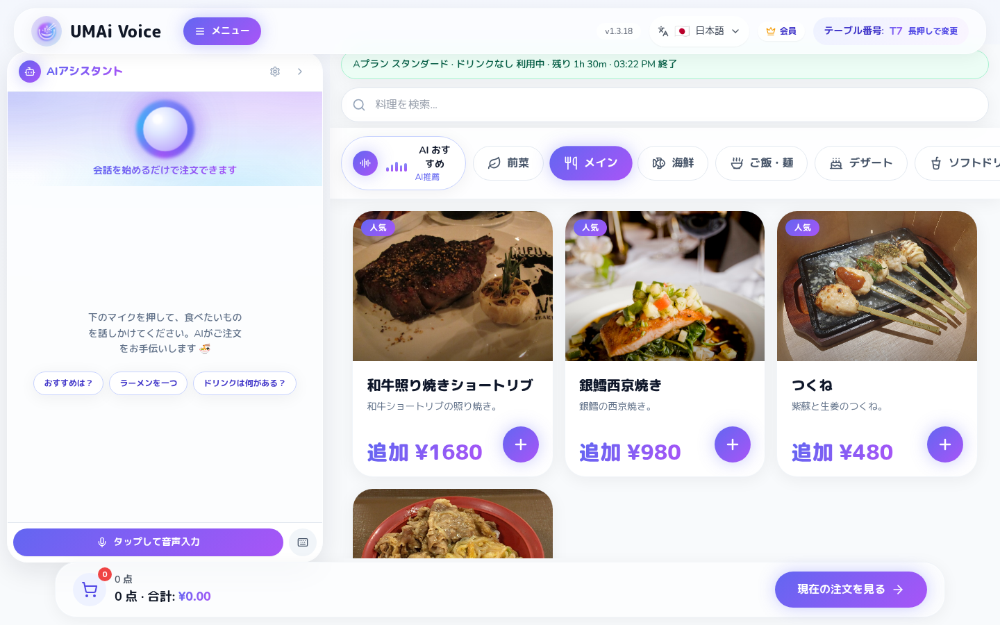 UMAi Voice
メニュー
v1.3.18
日本語
会員
テーブル番号: T7 長押しで変更
AIアシスタント
会話を始めるだけで注文できます
下のマイクを押して、食べたいもの
を話しかけてください。AIがご注文
をお手伝いします
おすすめは？
ラーメンを一つ
ドリンクは何がある？
タップして音声入力
Aプラン スタンダード · ドリンクなし 利用中 · 残り 1h 30m · 03:22 PM 終了
料理を検索...
AI おす
すめ
AI推薦
前菜
メイン
海鮮
ご飯・麺
デザート
ソフトドリ
人気
和牛照り焼きショートリブ
和牛ショートリブの照り焼き。
追加 ¥1680
人気
銀鱈西京焼き
銀鱈の西京焼き。
追加 ¥980
人気
つくね
紫蘇と生姜のつくね。
追加 ¥480
0
0 点
0 点 · 合計: ¥0.00
現在の注文を見る